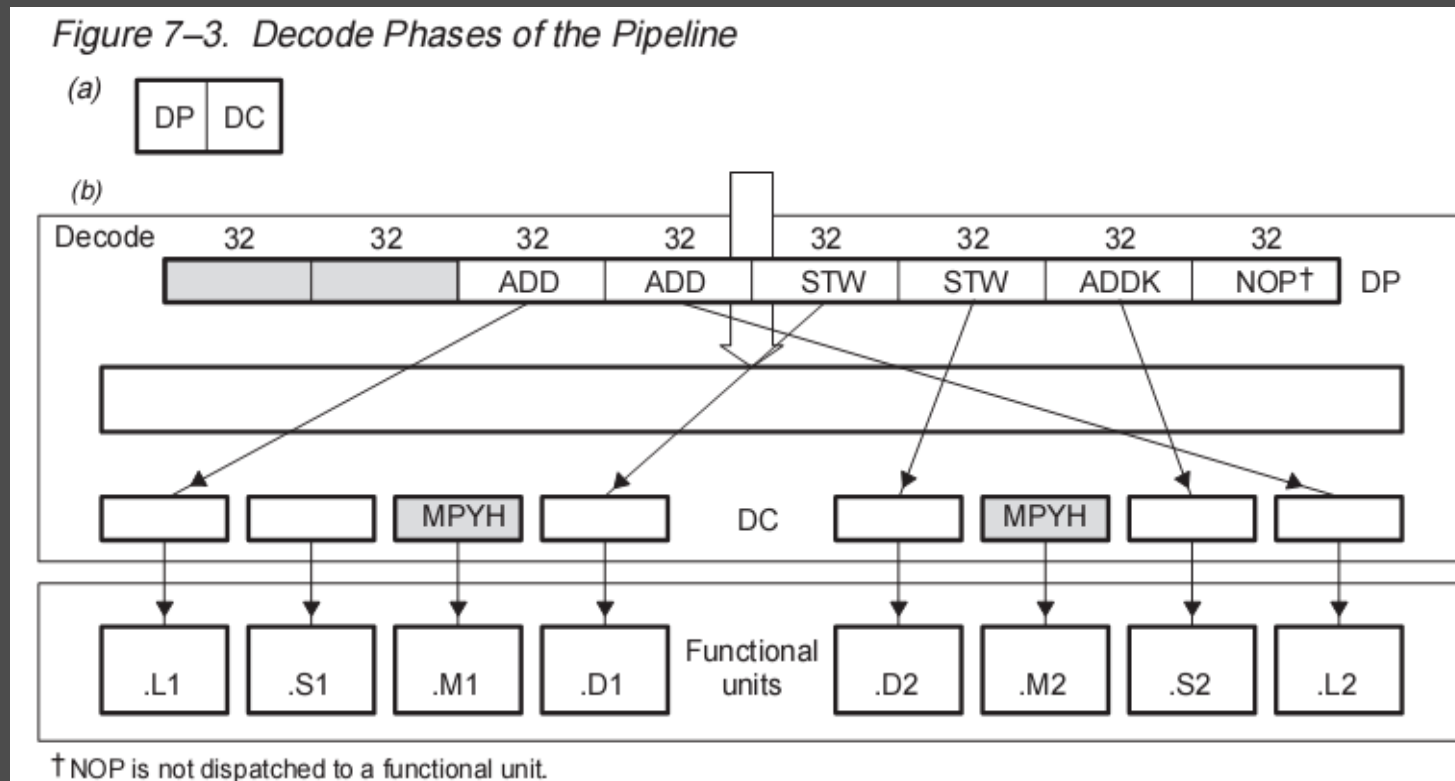 Figure 7–3. Decode Phases of the Pipeline
(a)
DP DC
(b)
Decode 32 32 32 32 32 32 32 32
ADD ADD STW STW ADDK NOP† DP
MPYH DC MPYH
.L1 .S1 .M1 .D1 Functional units .D2 .M2 .S2 .L2
† NOP is not dispatched to a functional unit.